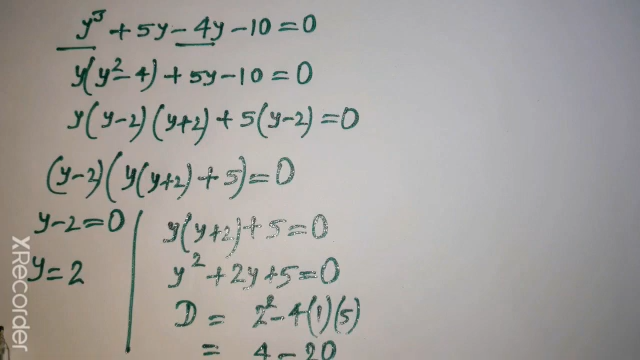 y³ + 5y - 4y - 10 = 0
y(y² - 4) + 5y - 10 = 0
y(y-2)(y+2) + 5(y-2) = 0
(y-2)(y(y+2) + 5) = 0
y - 2 = 0
y = 2
y(y+2) + 5 = 0
y² + 2y + 5 = 0
D = 2² - 4(1)(5)
= 4 - 20
XRecorder